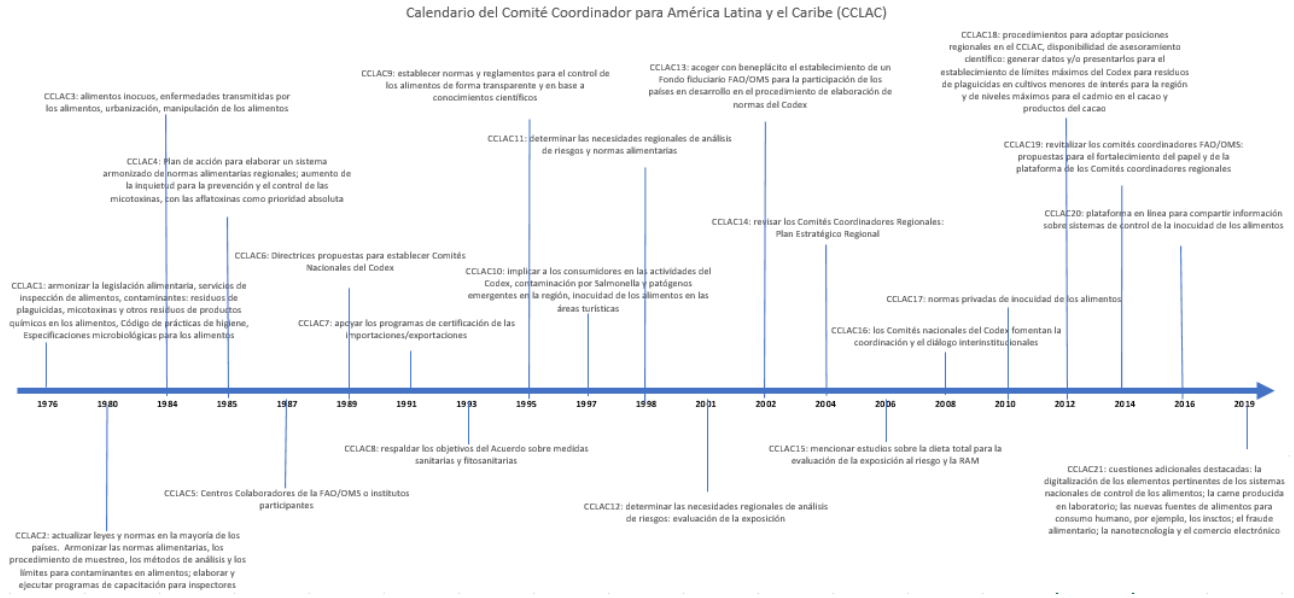 Calendario del Comité Coordinador para América Latina y el Caribe (CCLAC)
CCLAC3: alimentos inocuos, enfermedades transmitidas por
los alimentos, urbanización, manipulación de los alimentos
CCLAC9: establecer normas y reglamentos para el control de
los alimentos de forma transparente y en base a
conocimientos científicos
CCLAC13: acoger con beneplácito el establecimiento de un
Fondo fiduciario FAO/OMS para la participación de los
países en desarrollo en el procedimiento de elaboración de
normas del Codex
CCLAC18: procedimientos para adoptar posiciones
regionales en el CCLAC, disponibilidad de asesoramiento
científico: generar datos y/o presentarlos para el
establecimiento de límites máximos del Codex para residuos
de plaguicidas en cultivos menores de interés para la región
y de niveles máximos para el cadmio en el cacao y
productos del cacao
CCLAC4: Plan de acción para elaborar un sistema
armonizado de normas alimentarias regionales; aumento de
la inquietud para la prevención y el control de las
micotoxinas, con las aflatoxinas como prioridad absoluta
CCLAC11: determinar las necesidades regionales de análisis
de riesgos y normas alimentarias
CCLAC19: revitalizar los comités coordinadores FAO/OMS:
propuestas para el fortalecimiento del papel y de la
plataforma de los Comités coordinadores regionales
CCLAC14: revisar los Comités Coordinadores Regionales:
Plan Estratégico Regional
CCLAC20: plataforma en línea para compartir información
sobre sistemas de control de la inocuidad de los alimentos
CCLAC6: Directrices propuestas para establecer Comités
Nacionales del Codex
CCLAC1: armonizar la legislación alimentaria, servicios de
inspección de alimentos, contaminantes: residuos de
plaguicidas, micotoxinas y otros residuos de productos
químicos en los alimentos, Código de prácticas de higiene,
Especificaciones microbiológicas para los alimentos
CCLAC10: implicar a los consumidores en las actividades del
Codex, contaminación por Salmonella y patógenos
emergentes en la región, inocuidad de los alimentos en las
áreas turísticas
CCLAC7: apoyar los programas de certificación de las
importaciones/exportaciones
CCLAC17: normas privadas de inocuidad de los alimentos
CCLAC16: los Comités nacionales del Codex fomentan la
coordinación y el diálogo interinstitucionales
1976 1980 1984 1985 1987 1989 1991 1993 1995 1997 1998 2001 2002 2004 2006 2008 2010 2012 2014 2016 2019
CCLAC8: respaldar los objetivos del Acuerdo sobre medidas
sanitarias y fitosanitarias
CCLAC15: mencionar estudios sobre la dieta total para la
evaluación de la exposición al riesgo y la RAM
CCLAC5: Centros Colaboradores de la FAO/OMS o institutos
participantes
CCLAC12: determinar las necesidades regionales de análisis
de riesgos: evaluación de la exposición
CCLAC21: cuestiones adicionales destacadas: la
digitalización de los elementos pertinentes de los sistemas
nacionales de control de los alimentos; la carne producida
en laboratorio; las nuevas fuentes de alimentos para
consumo humano, por ejemplo, los insctos; el fraude
alimentario; la nanotecnología y el comercio electrónico
CCLAC2: actualizar leyes y normas en la mayoría de los
países. Armonizar las normas alimentarias, los
procedimiento de muestreo, los métodos de análisis y los
límites para contaminantes en alimentos; elaborar y
ejecutar programas de capacitación para inspectores